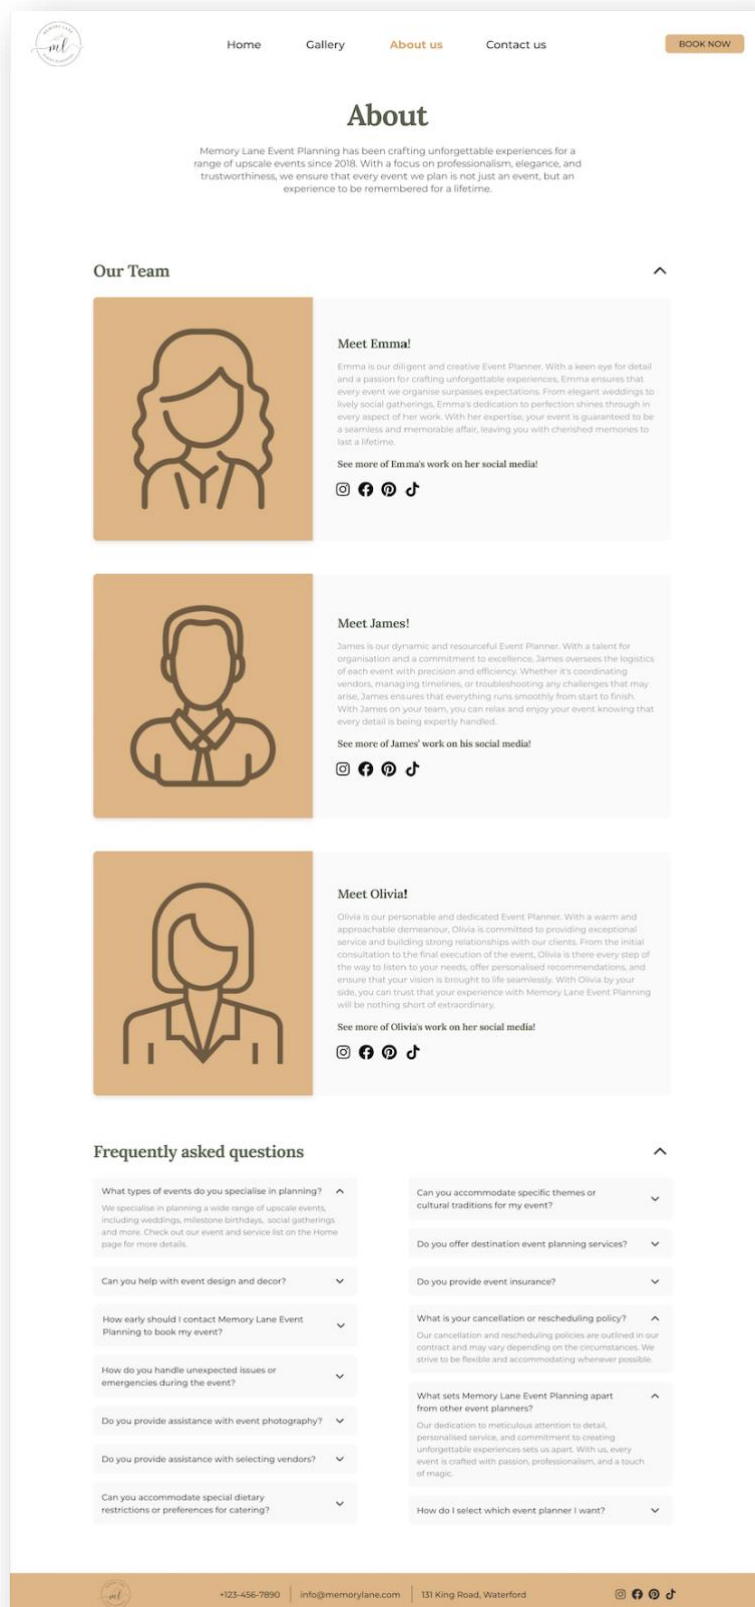 MEMORY LANE
ml
EVENT PLANNING
Home
Gallery
About us
Contact us
BOOK NOW
About
Memory Lane Event Planning has been crafting unforgettable experiences for a
range of upscale events since 2018. With a focus on professionalism, elegance, and
trustworthiness, we ensure that every event we plan is not just an event, but an
experience to be remembered for a lifetime.
Our Team
Meet Emma!
Emma is our diligent and creative Event Planner. With a keen eye for detail
and a passion for crafting unforgettable experiences, Emma ensures that
every event we organise surpasses expectations. From elegant weddings to
lively social gatherings, Emma's dedication to perfection shines through in
every aspect of her work. With her expertise, your event is guaranteed to be
a seamless and memorable affair, leaving you with cherished memories to
last a lifetime.
See more of Emma's work on her social media!
Meet James!
James is our dynamic and resourceful Event Planner. With a talent for
organisation and a commitment to excellence, James oversees the logistics
of each event with precision and efficiency. Whether it's coordinating
vendors, managing timelines, or troubleshooting any challenges that may
arise, James ensures that everything runs smoothly from start to finish.
With James on your team, you can relax and enjoy your event knowing that
every detail is being expertly handled.
See more of James' work on his social media!
Meet Olivia!
Olivia is our personable and dedicated Event Planner. With a warm and
approachable demeanour, Olivia is committed to providing exceptional
service and building strong relationships with our clients. From the initial
consultation to the final execution of the event, Olivia is there every step of
the way to listen to your needs, offer personalised recommendations, and
ensure that your vision is brought to life seamlessly. With Olivia by your
side, you can trust that your experience with Memory Lane Event Planning
will be nothing short of extraordinary.
See more of Olivia's work on her social media!
Frequently asked questions
What types of events do you specialise in planning?
We specialise in planning a wide range of upscale events,
including weddings, milestone birthdays, social gatherings
and more. Check out our event and service list on the Home
page for more details.
Can you help with event design and decor?
How early should I contact Memory Lane Event
Planning to book my event?
How do you handle unexpected issues or
emergencies during the event?
Do you provide assistance with event photography?
Do you provide assistance with selecting vendors?
Can you accommodate special dietary
restrictions or preferences for catering?
Can you accommodate specific themes or
cultural traditions for my event?
Do you offer destination event planning services?
Do you provide event insurance?
What is your cancellation or rescheduling policy?
Our cancellation and rescheduling policies are outlined in our
contract and may vary depending on the circumstances. We
strive to be flexible and accommodating whenever possible.
What sets Memory Lane Event Planning apart
from other event planners?
Our dedication to meticulous attention to detail,
personalised service, and commitment to creating
unforgettable experiences sets us apart. With us, every
event is crafted with passion, professionalism, and a touch
of magic.
How do I select which event planner I want?
ml
+123-456-7890
info@memorylane.com
131 King Road, Waterford